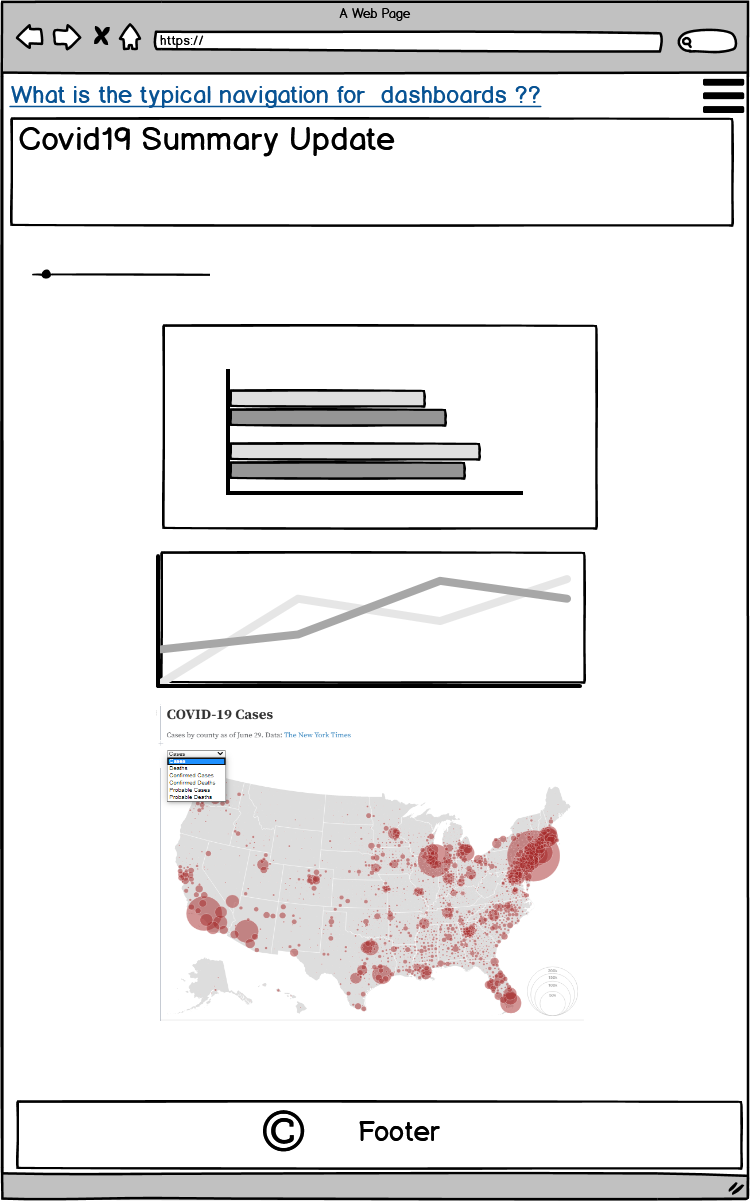 A Web Page
https://
What is the typical navigation for dashboards ??
Covid19 Summary Update
COVID-19 Cases
Cases by county as of June 29. Data: The New York Times
Cases
Cases
Deaths
Confirmed Cases
Confirmed Deaths
Probable Cases
Probable Deaths
© Footer